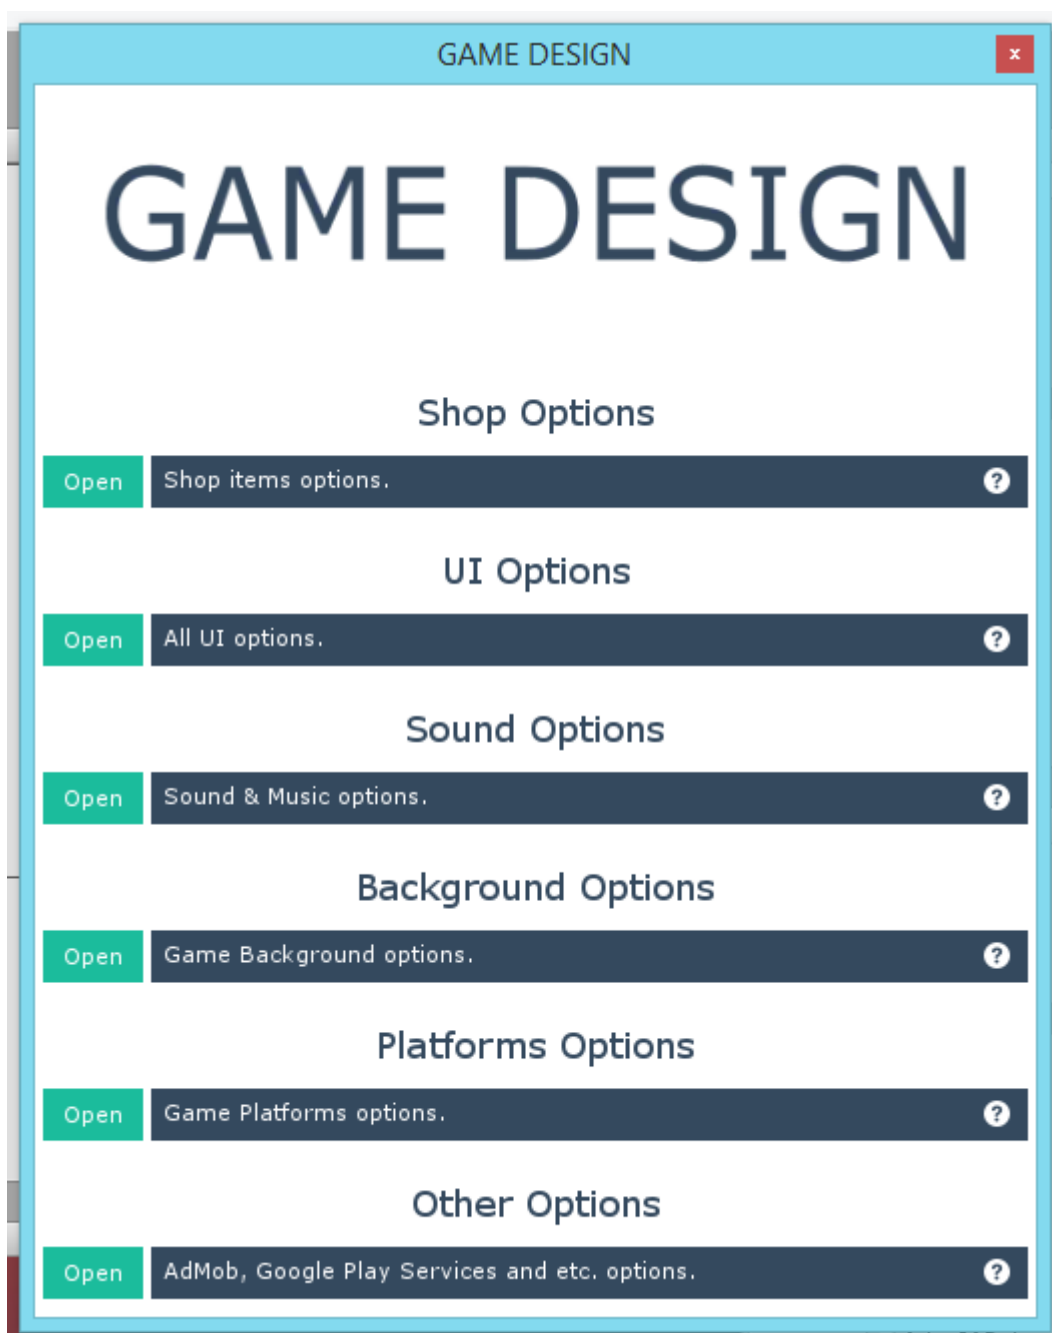 GAME DESIGN
x
GAME DESIGN
Shop Options
Open Shop items options. ?
UI Options
Open All UI options. ?
Sound Options
Open Sound & Music options. ?
Background Options
Open Game Background options. ?
Platforms Options
Open Game Platforms options. ?
Other Options
Open AdMob, Google Play Services and etc. options. ?